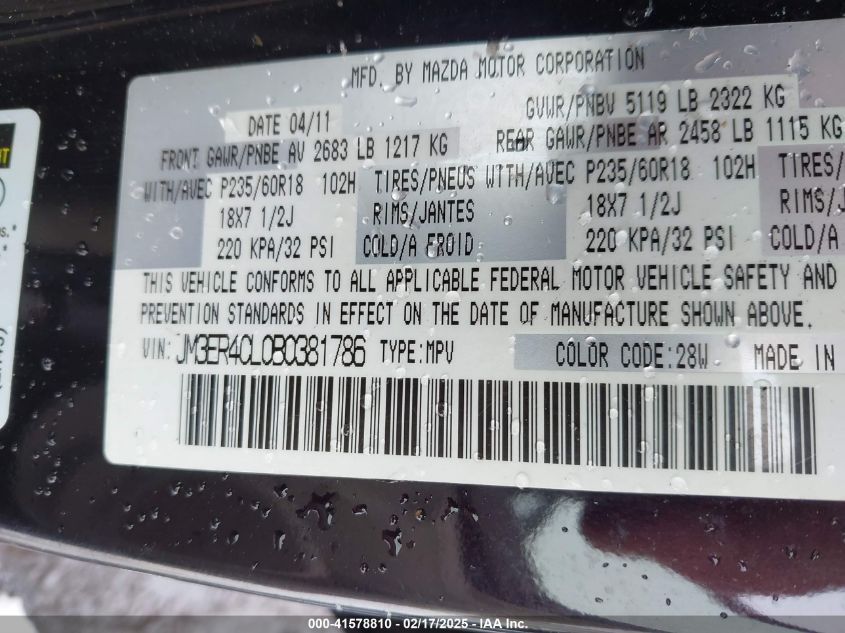 MFD. BY MAZDA MOTOR CORPORATION
DATE 04/11 GVWR/PNBV 5119 LB 2322 KG
FRONT GAWR/PNBE AV 2683 LB 1217 KG REAR GAWR/PNBE AR 2458 LB 1115 KG
WITH/AVEC P235/60R18 102H TIRES/PNEUS WITH/AVEC P235/60R18 102H TIRES/
18X7 1/2J RIMS/JANTES 18X7 1/2J RIMS/J
220 KPA/32 PSI COLD/A FROID 220 KPA/32 PSI COLD/A
THIS VEHICLE CONFORMS TO ALL APPLICABLE FEDERAL MOTOR VEHICLE SAFETY AND
PREVENTION STANDARDS IN EFFECT ON THE DATE OF MANUFACTURE SHOWN ABOVE.
VIN: JM3ER4CL0B0381786 TYPE:MPV COLOR CODE:28W MADE IN
000-41578810 - 02/17/2025 - IAA Inc.